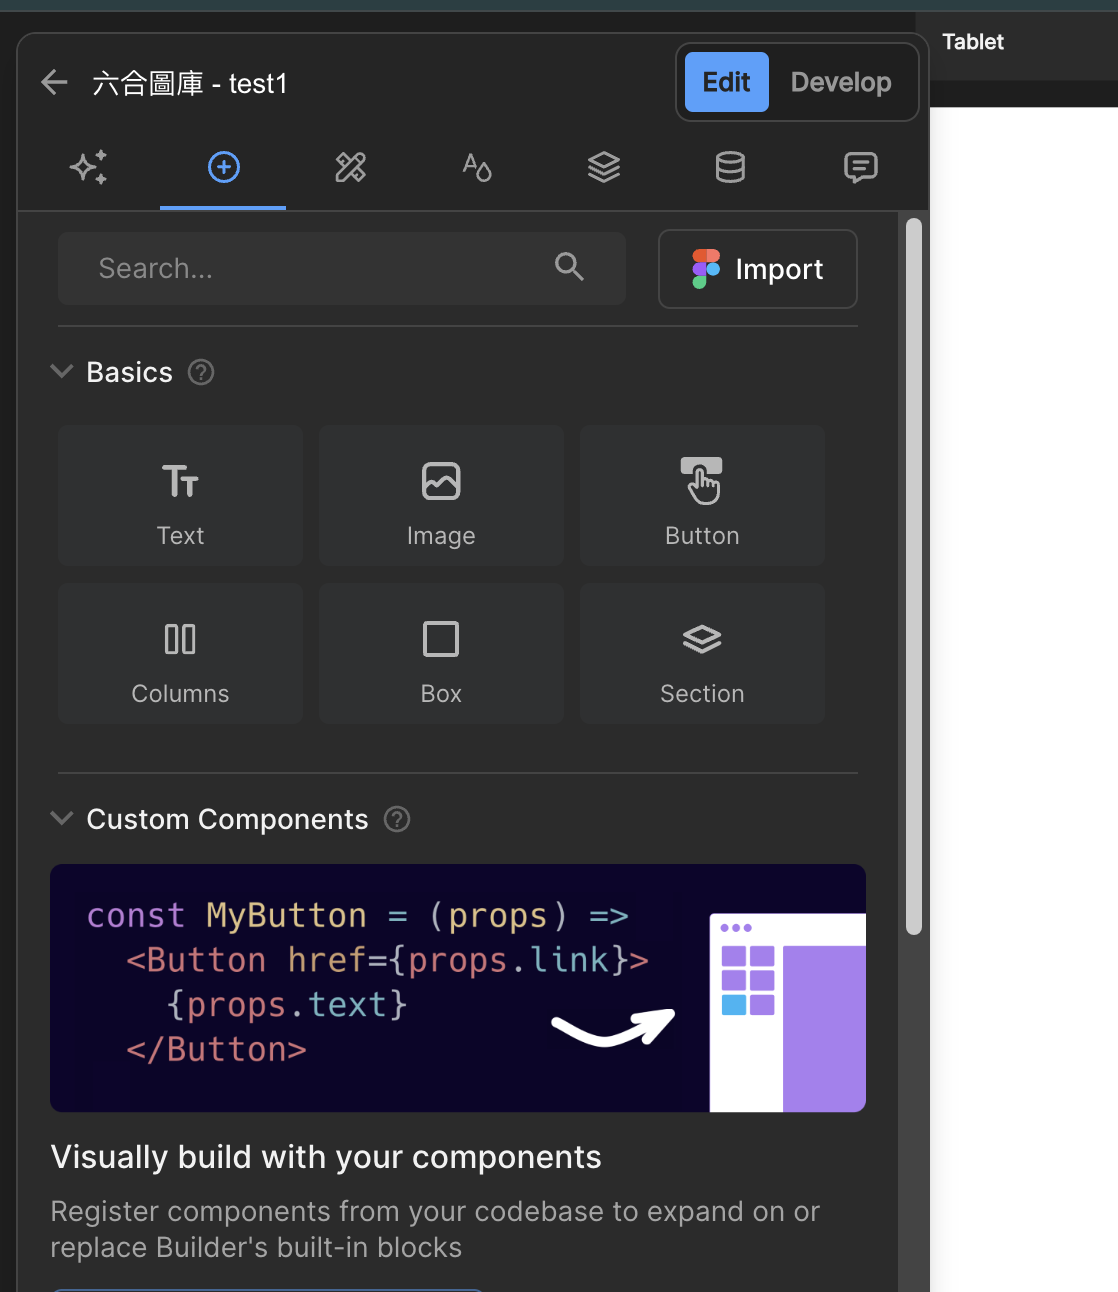 Tablet
六合圖庫 - test1
Edit
Develop
Search...
Import
Basics
Text
Image
Button
Columns
Box
Section
Custom Components
const MyButton = (props) =>
<Button href={props.link}>
{props.text}
</Button>
Visually build with your components
Register components from your codebase to expand on or
replace Builder's built-in blocks